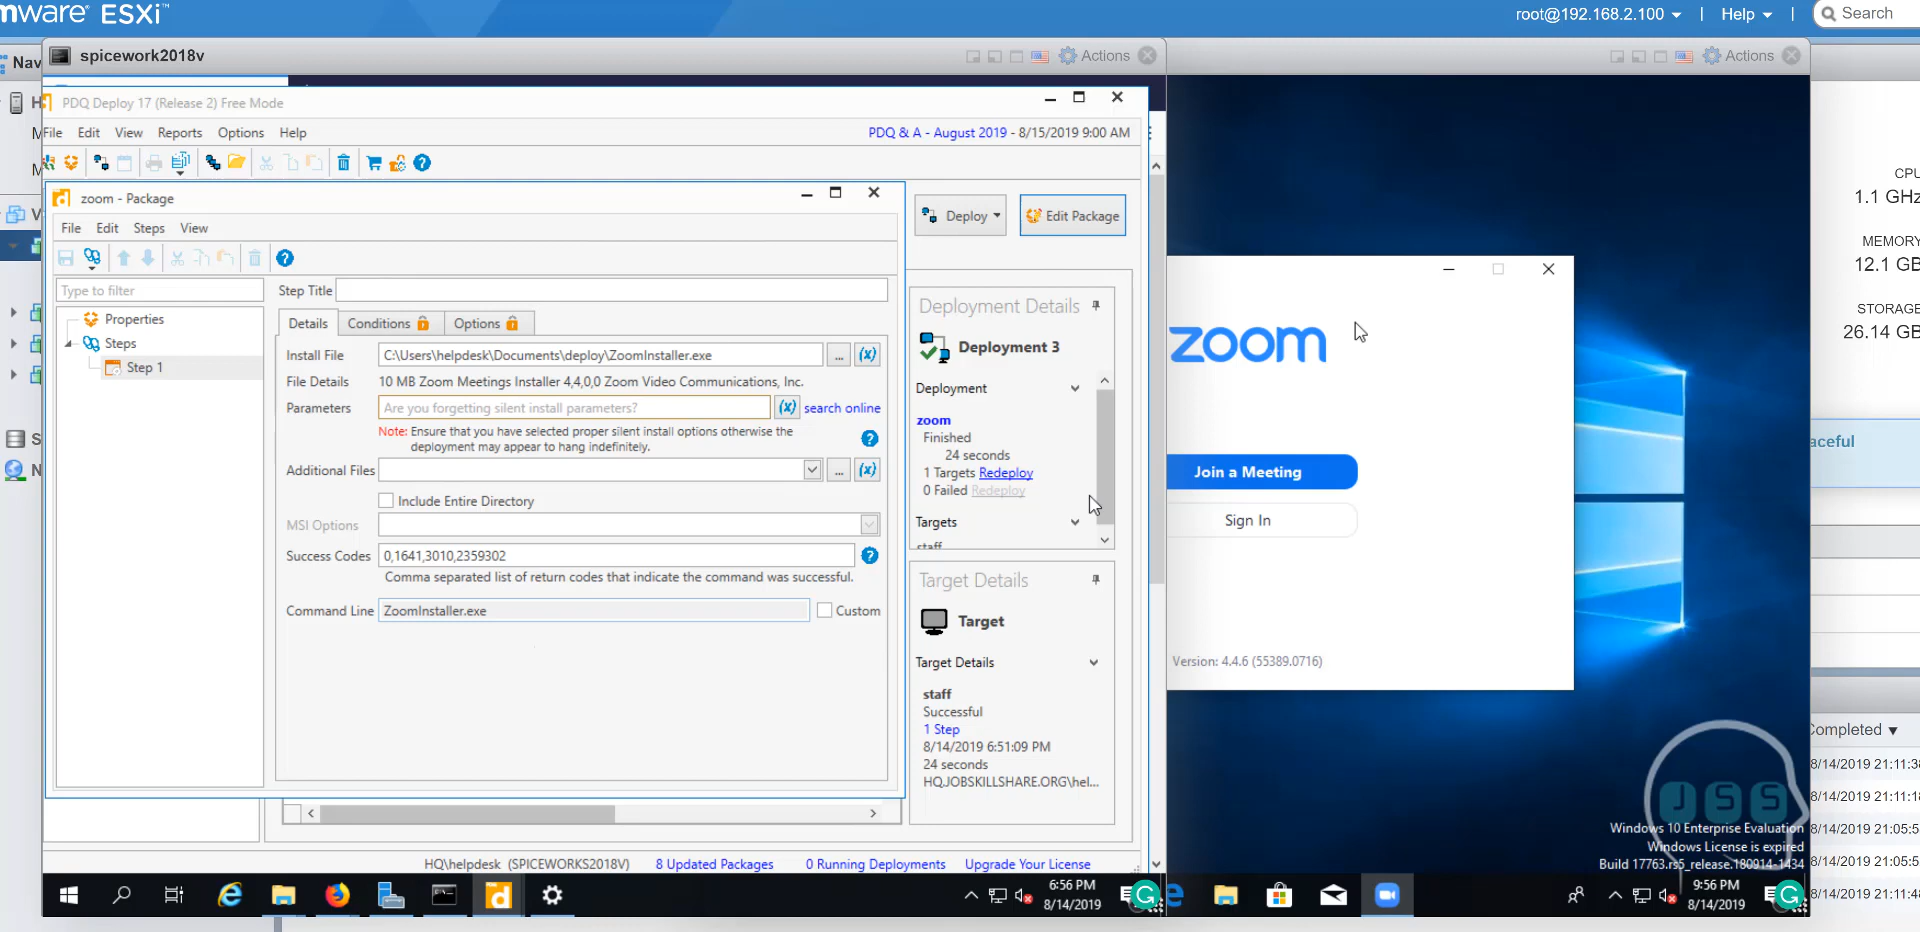 mware® ESXi™
root@192.168.2.100
Help
Search
Nav
spicework2018v
Actions
Actions
PDQ Deploy 17 (Release 2) Free Mode
File Edit View Reports Options Help
PDQ & A - August 2019 - 8/15/2019 9:00 AM
zoom - Package
File Edit Steps View
Deploy
Edit Package
Type to filter
Properties
Steps
Step 1
Step Title
Details
Conditions
Options
Install File
C:\Users\helpdesk\Documents\deploy\ZoomInstaller.exe
... (x)
File Details
10 MB Zoom Meetings Installer 4,4,0,0 Zoom Video Communications, Inc.
Parameters
Are you forgetting silent install parameters?
(x)
search online
Note: Ensure that you have selected proper silent install options otherwise the
deployment may appear to hang indefinitely.
Additional Files
... (x)
Include Entire Directory
MSI Options
Success Codes
0,1641,3010,2359302
Comma separated list of return codes that indicate the command was successful.
Command Line
ZoomInstaller.exe
Custom
Deployment Details
Deployment 3
Deployment
zoom
Finished
24 seconds
1 Targets Redeploy
0 Failed Redeploy
Targets
staff
Target Details
Target
Target Details
staff
Successful
1 Step
8/14/2019 6:51:09 PM
24 seconds
HQ.JOBSKILLSHARE.ORG\hel...
HQ\helpdesk (SPICEWORKS2018V)
8 Updated Packages
0 Running Deployments
Upgrade Your License
6:56 PM
8/14/2019
zoom
Join a Meeting
Sign In
Version: 4.4.6 (55389.0716)
JSS
Windows 10 Enterprise Evaluation
Windows License is expired
Build 17763.rs5_release.180914-1434
9:56 PM
8/14/2019
CPU
1.1 GHz
MEMORY
12.1 GB
STORAGE
26.14 GB
aceful
Completed ▼
8/14/2019 21:11:38
8/14/2019 21:11:18
8/14/2019 21:05:5
8/14/2019 21:05:5
8/14/2019 21:11:48